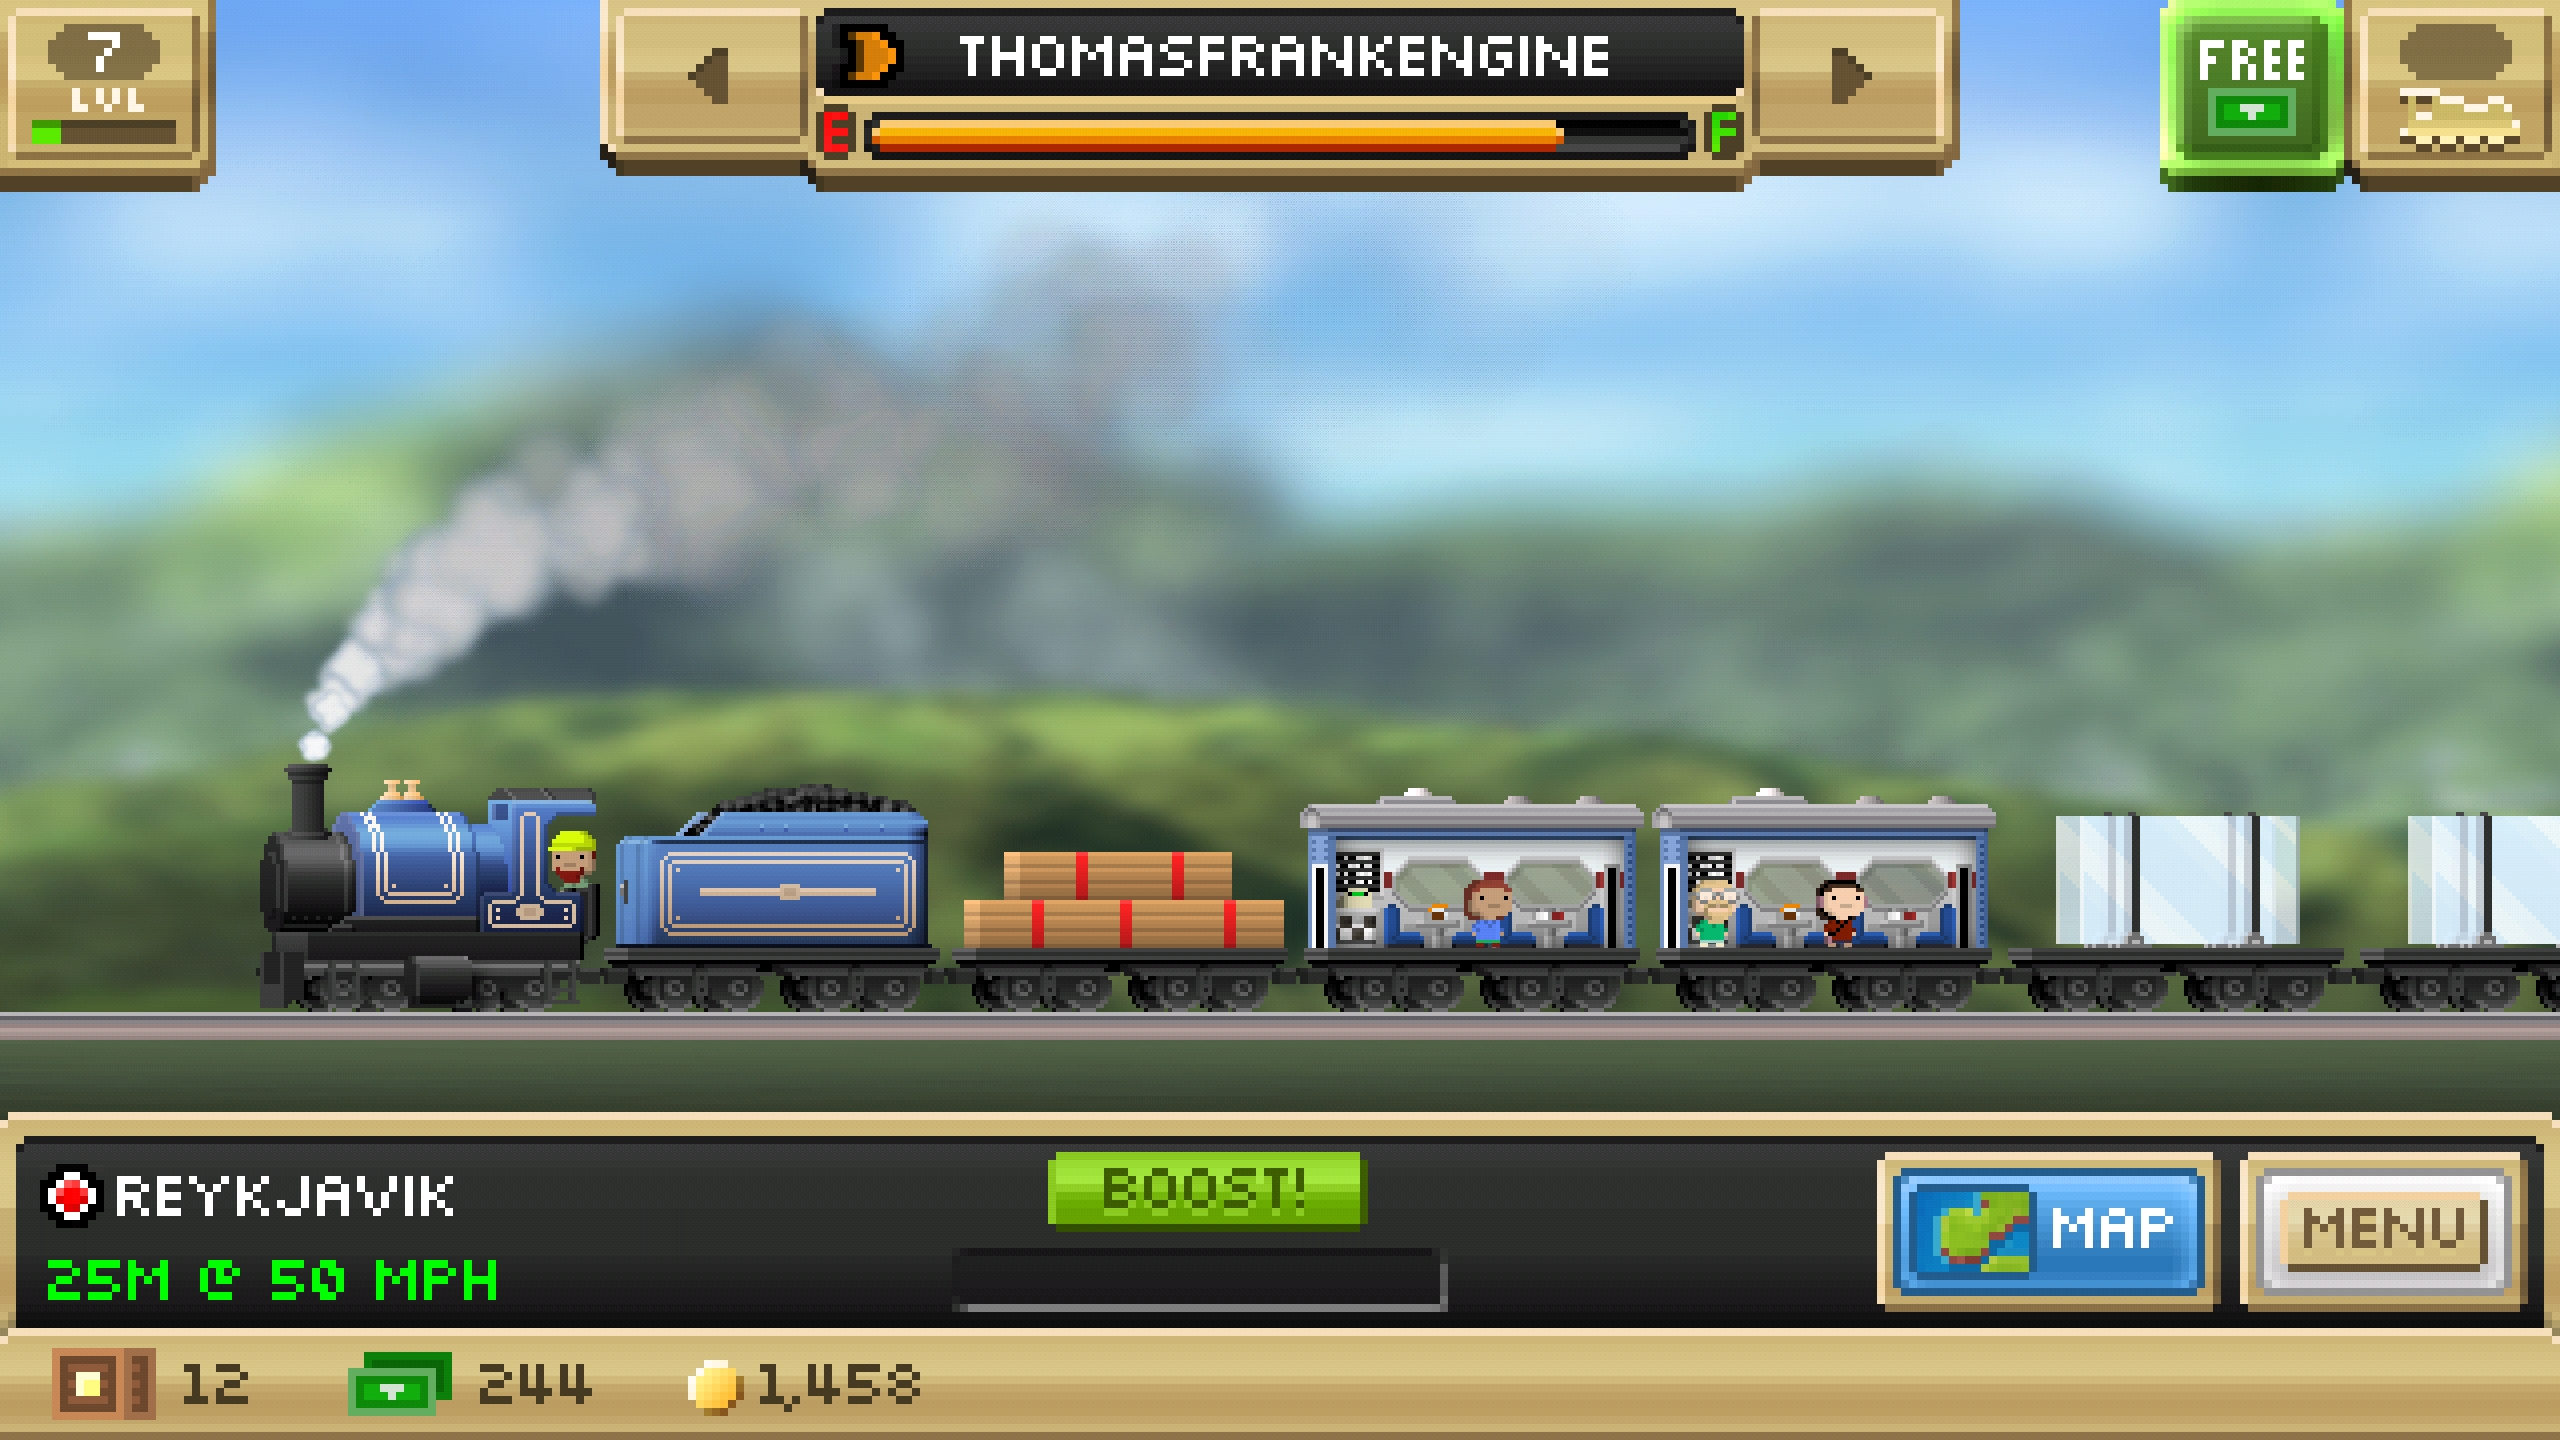 7
LVL
THOMASFRANKENGINE
E F
FREE
REYKJAVIK
25M @ 50 MPH
BOOST!
MAP
MENU
12 244 1,458